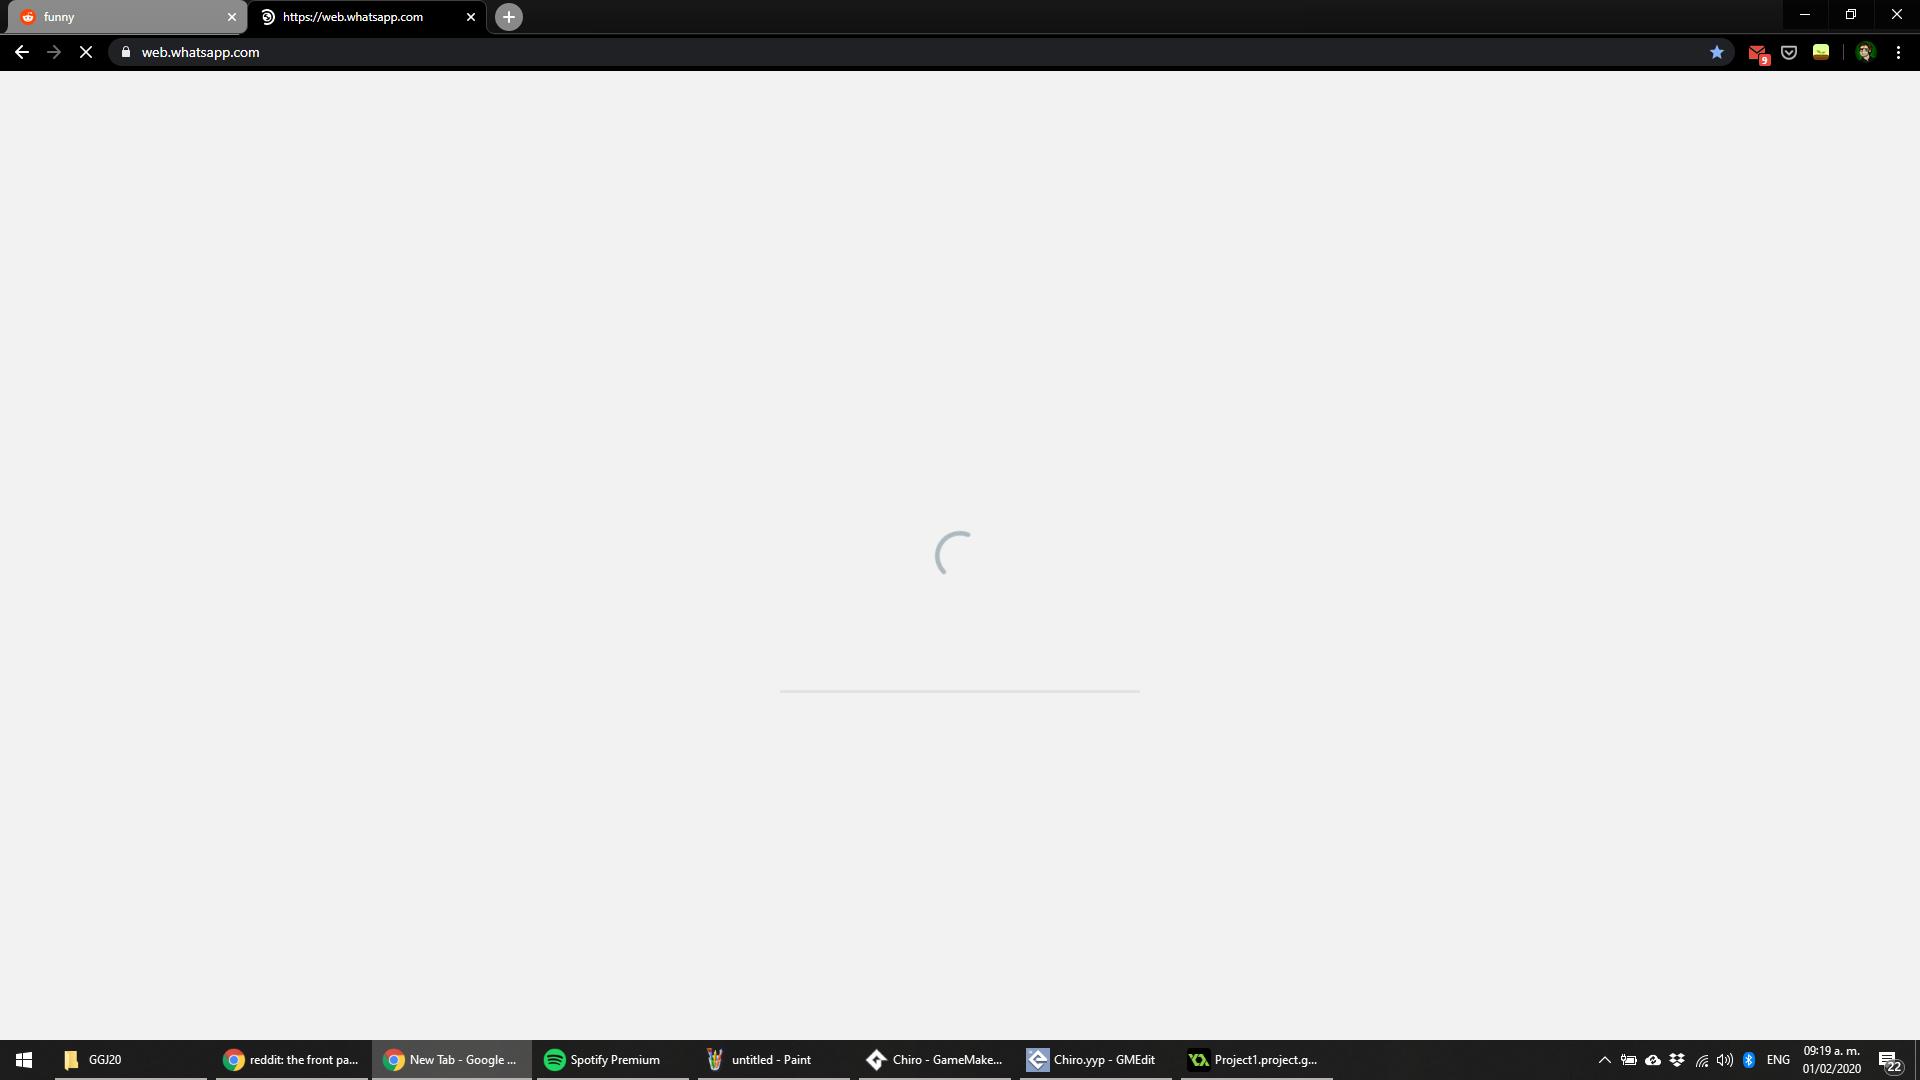 funny
https://web.whatsapp.com
web.whatsapp.com
9
GGJ20
reddit: the front pa...
New Tab - Google ...
Spotify Premium
untitled - Paint
Chiro - GameMake...
Chiro.yyp - GMEdit
Project1.project.g...
ENG
09:19 a. m.
01/02/2020
22